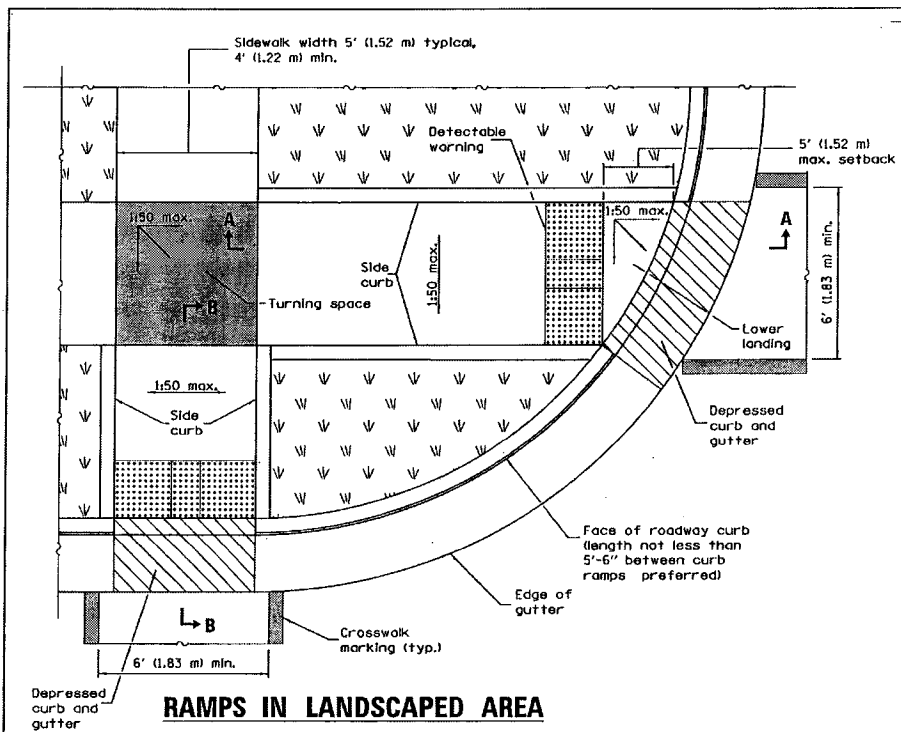 Sidewalk width 5' (1.52 m) typical,
4' (1.22 m) min.
Detectable
warning
5' (1.52 m)
max. setback
1:50 max.
A
1:50 max.
A
Side
curb
1:50 max.
6' (1.83 m) min.
B
Turning space
Lower
landing
1:50 max.
Side
curb
Depressed
curb and
gutter
Face of roadway curb
(length not less than
5'-6" between curb
ramps preferred)
Edge of
gutter
B
Crosswalk
marking (typ.)
6' (1.83 m) min.
Depressed
curb and
gutter
RAMPS IN LANDSCAPED AREA